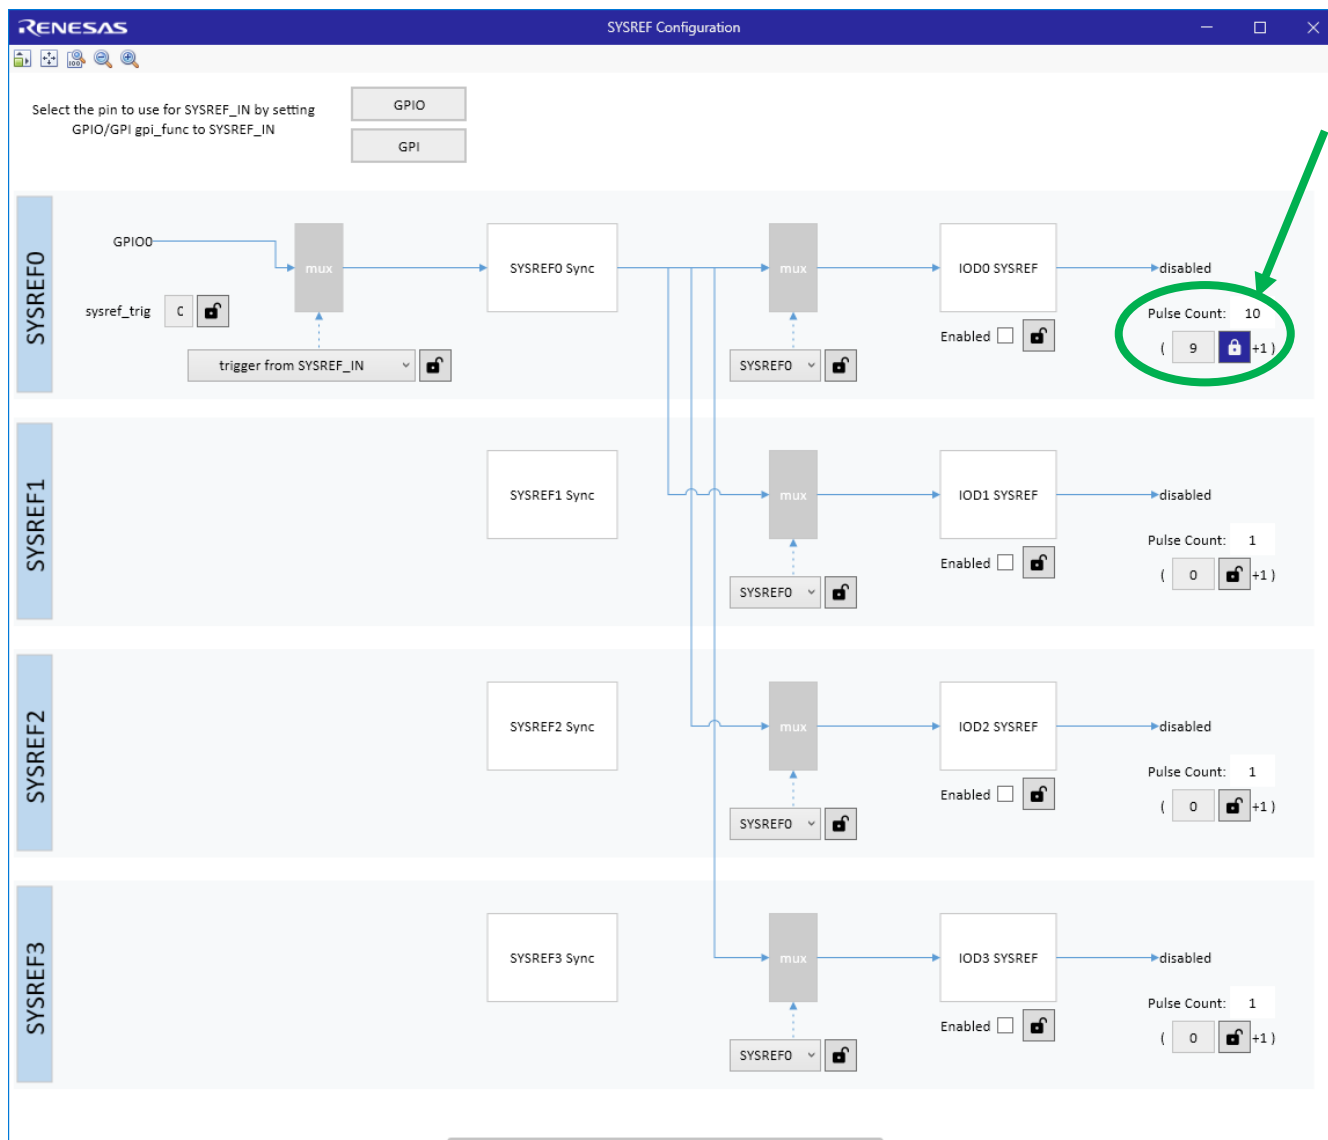 RENESAS
SYSREF Configuration
Select the pin to use for SYSREF_IN by setting
GPIO/GPI gpi_func to SYSREF_IN
GPIO
GPI
SYSREF0
GPIO0
mux
SYSREF0 Sync
mux
IOD0 SYSREF
disabled
sysref_trig
trigger from SYSREF_IN
SYSREF0
Enabled
Pulse Count: 10
( 9 +1 )
SYSREF1
SYSREF1 Sync
mux
IOD1 SYSREF
disabled
SYSREF0
Enabled
Pulse Count: 1
( 0 +1 )
SYSREF2
SYSREF2 Sync
mux
IOD2 SYSREF
disabled
SYSREF0
Enabled
Pulse Count: 1
( 0 +1 )
SYSREF3
SYSREF3 Sync
mux
IOD3 SYSREF
disabled
SYSREF0
Enabled
Pulse Count: 1
( 0 +1 )